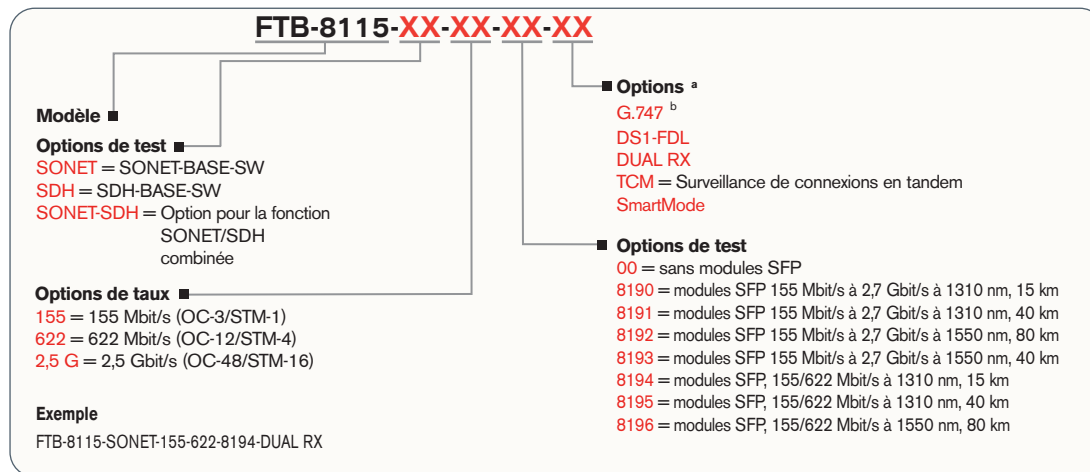 FTB-8115-XX-XX-XX-XX
Modèle
Options de test
SONET = SONET-BASE-SW
SDH = SDH-BASE-SW
SONET-SDH = Option pour la fonction
SONET/SDH
combinée
Options de taux
155 = 155 Mbit/s (OC-3/STM-1)
622 = 622 Mbit/s (OC-12/STM-4)
2,5 G = 2,5 Gbit/s (OC-48/STM-16)
Exemple
FTB-8115-SONET-155-622-8194-DUAL RX
Options a
G.747 b
DS1-FDL
DUAL RX
TCM = Surveillance de connexions en tandem
SmartMode
Options de test
00 = sans modules SFP
8190 = modules SFP 155 Mbit/s à 2,7 Gbit/s à 1310 nm, 15 km
8191 = modules SFP 155 Mbit/s à 2,7 Gbit/s à 1310 nm, 40 km
8192 = modules SFP 155 Mbit/s à 2,7 Gbit/s à 1550 nm, 80 km
8193 = modules SFP 155 Mbit/s à 2,7 Gbit/s à 1550 nm, 40 km
8194 = modules SFP, 155/622 Mbit/s à 1310 nm, 15 km
8195 = modules SFP, 155/622 Mbit/s à 1310 nm, 40 km
8196 = modules SFP, 155/622 Mbit/s à 1550 nm, 80 km